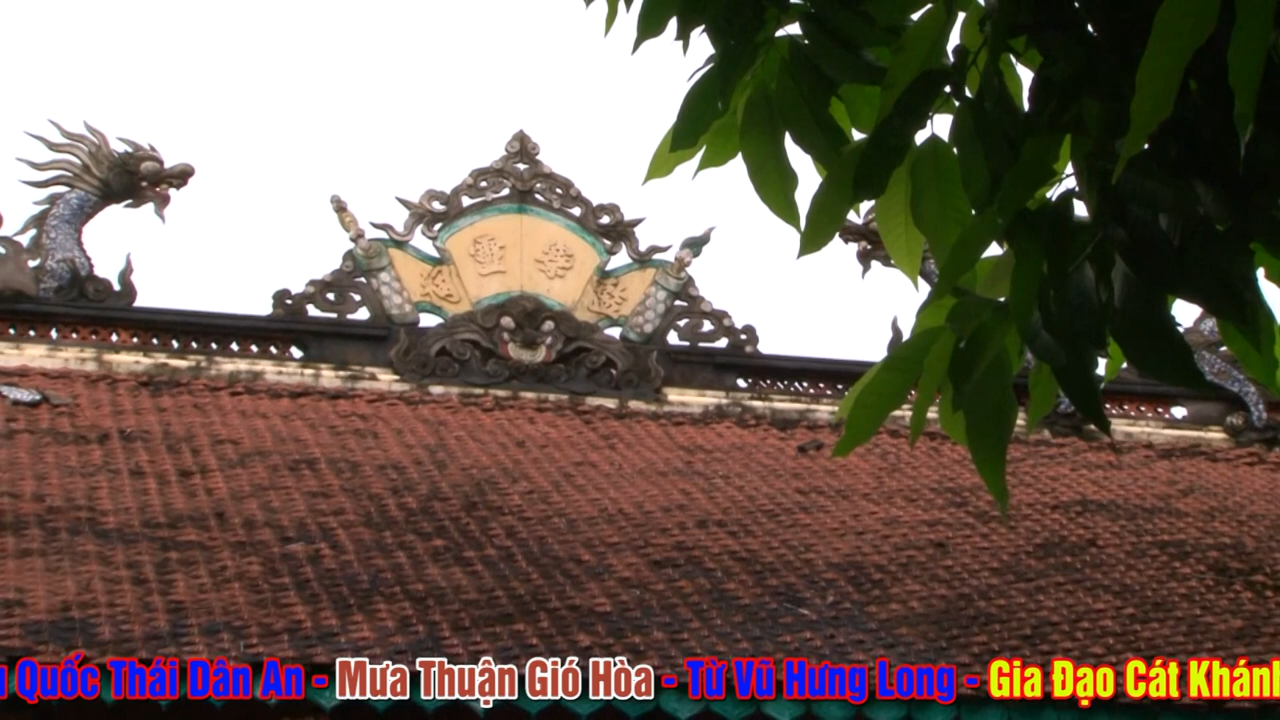 Quốc Thái Dân An - Mưa Thuận Gió Hòa - Từ Vũ Hưng Long - Gia Đạo Cát Khánh